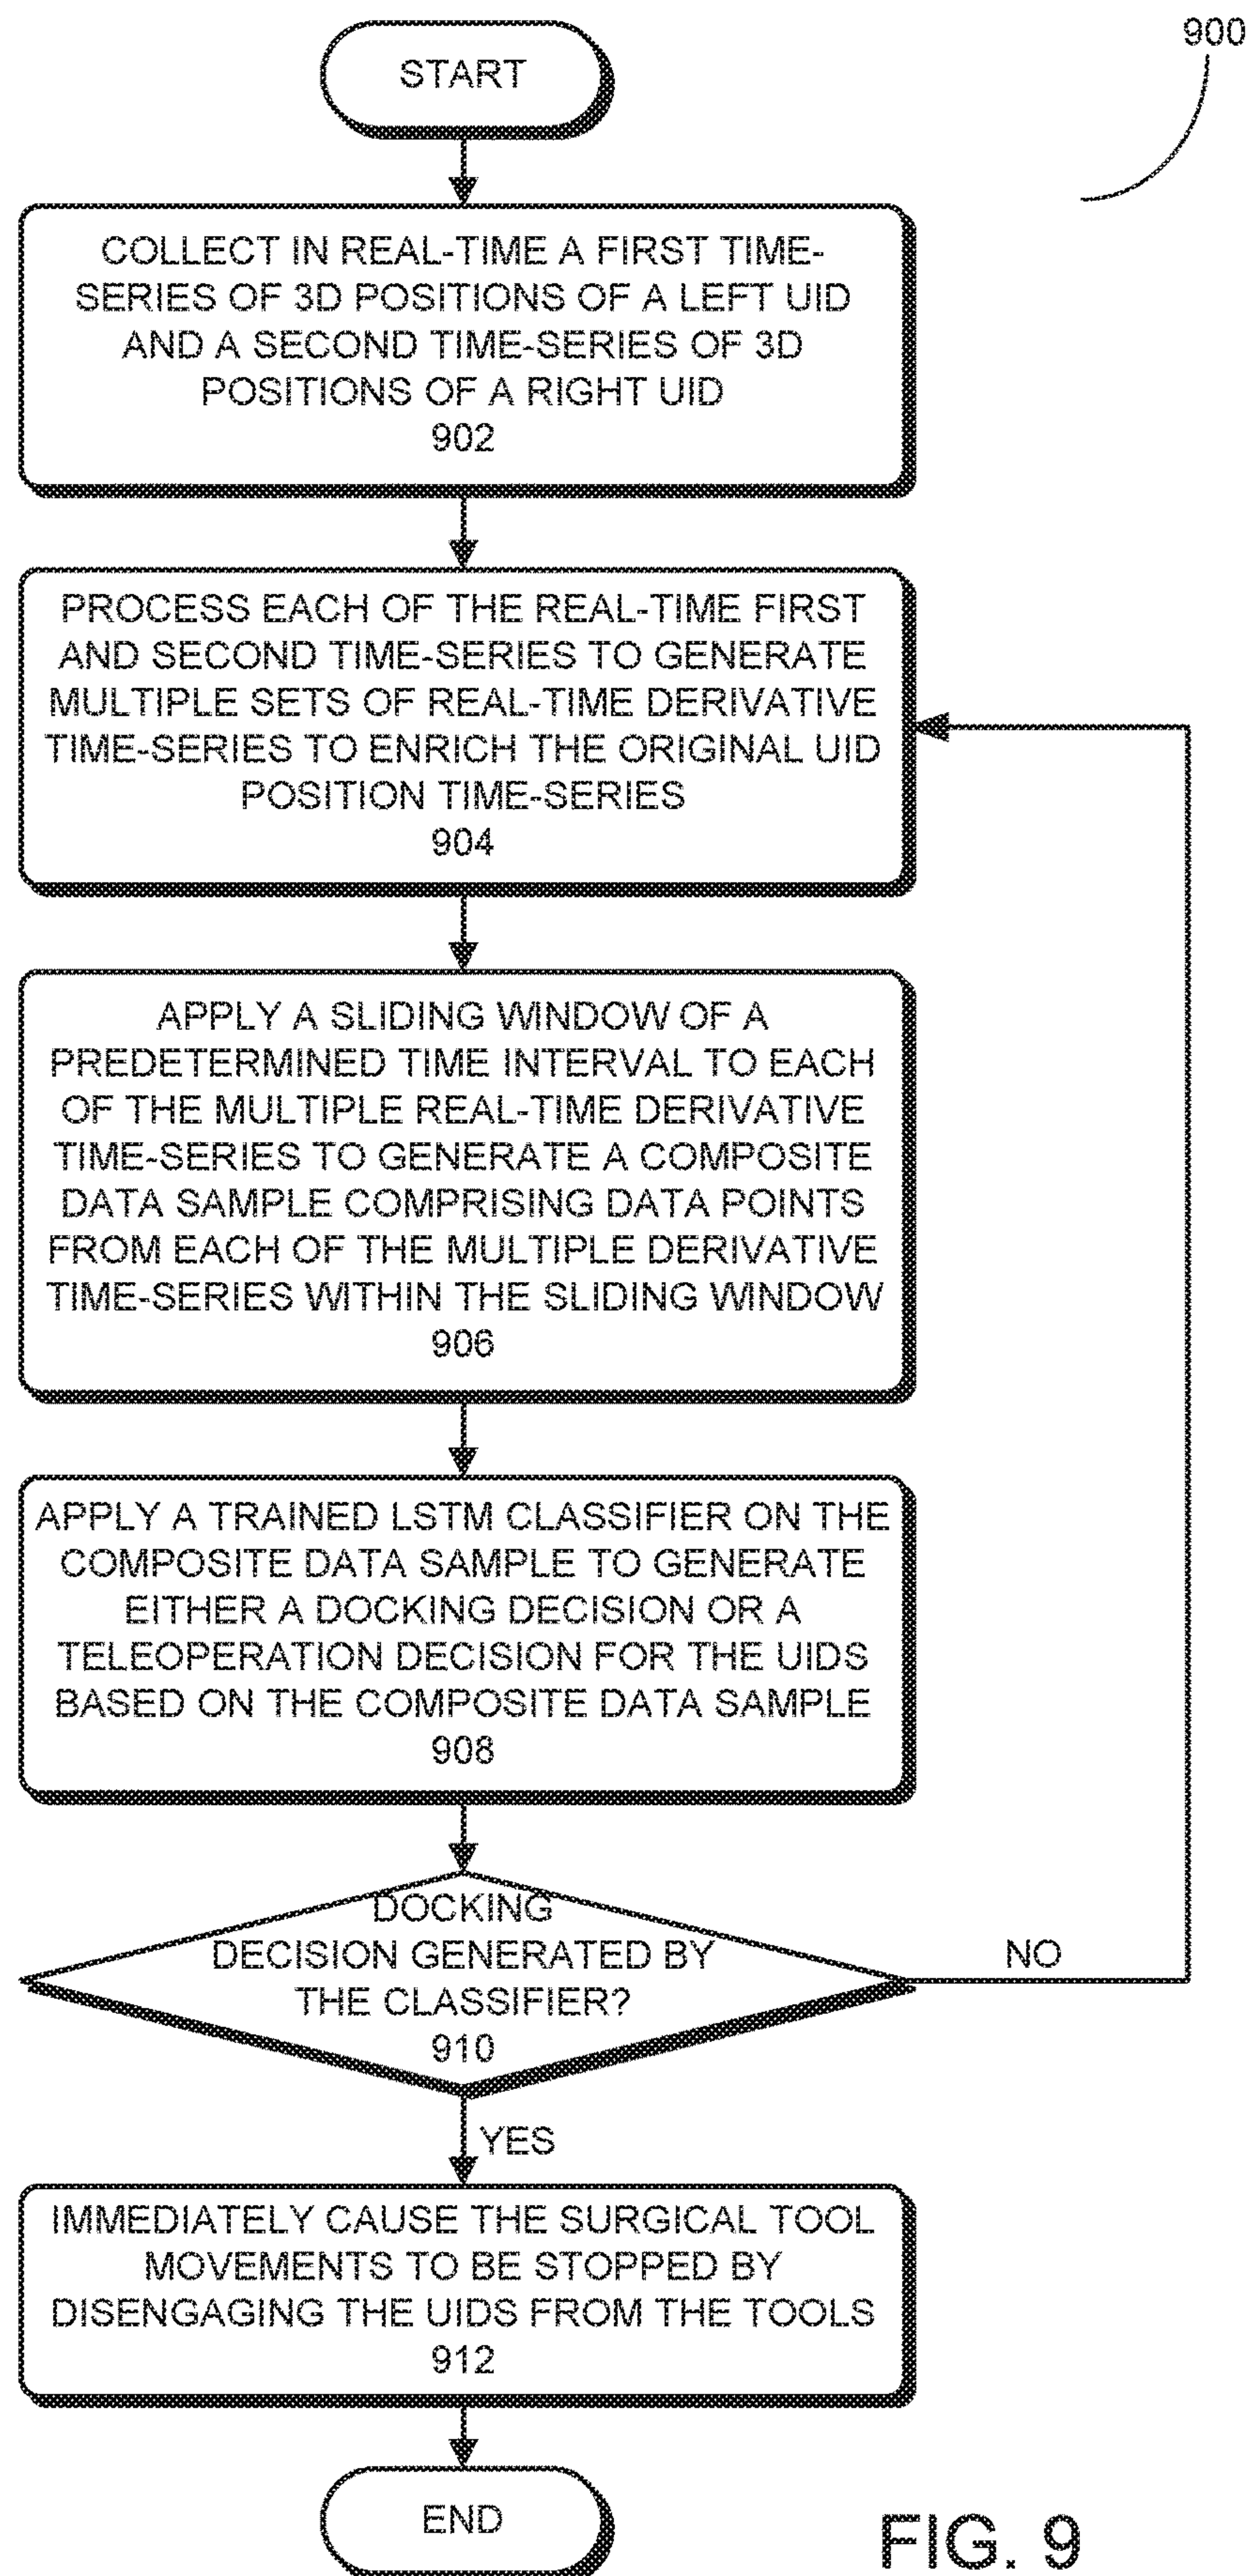 900
START
COLLECT IN REAL-TIME A FIRST TIME-
SERIES OF 3D POSITIONS OF A LEFT UID
AND A SECOND TIME-SERIES OF 3D
POSITIONS OF A RIGHT UID
902
PROCESS EACH OF THE REAL-TIME FIRST
AND SECOND TIME-SERIES TO GENERATE
MULTIPLE SETS OF REAL-TIME DERIVATIVE
TIME-SERIES TO ENRICH THE ORIGINAL UID
POSITION TIME-SERIES
904
APPLY A SLIDING WINDOW OF A
PREDETERMINED TIME INTERVAL TO EACH
OF THE MULTIPLE REAL-TIME DERIVATIVE
TIME-SERIES TO GENERATE A COMPOSITE
DATA SAMPLE COMPRISING DATA POINTS
FROM EACH OF THE MULTIPLE DERIVATIVE
TIME-SERIES WITHIN THE SLIDING WINDOW
906
APPLY A TRAINED LSTM CLASSIFIER ON THE
COMPOSITE DATA SAMPLE TO GENERATE
EITHER A DOCKING DECISION OR A
TELEOPERATION DECISION FOR THE UIDS
BASED ON THE COMPOSITE DATA SAMPLE
908
DOCKING
DECISION GENERATED BY
THE CLASSIFIER?
910
NO
YES
IMMEDIATELY CAUSE THE SURGICAL TOOL
MOVEMENTS TO BE STOPPED BY
DISENGAGING THE UIDS FROM THE TOOLS
912
END
FIG. 9